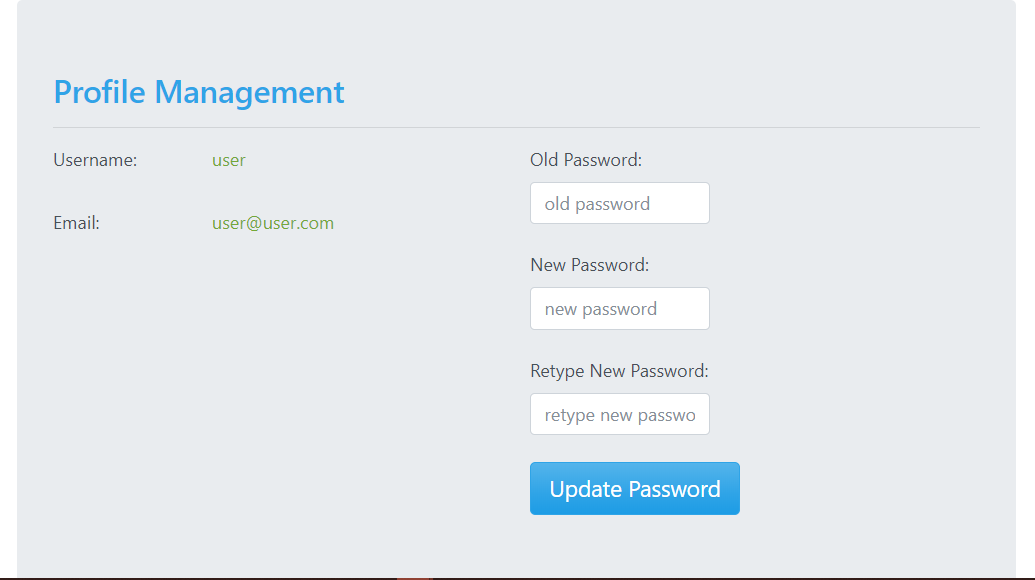 Profile Management
Username: user
Email: user@user.com
Old Password:
old password
New Password:
new password
Retype New Password:
retype new passwo
Update Password